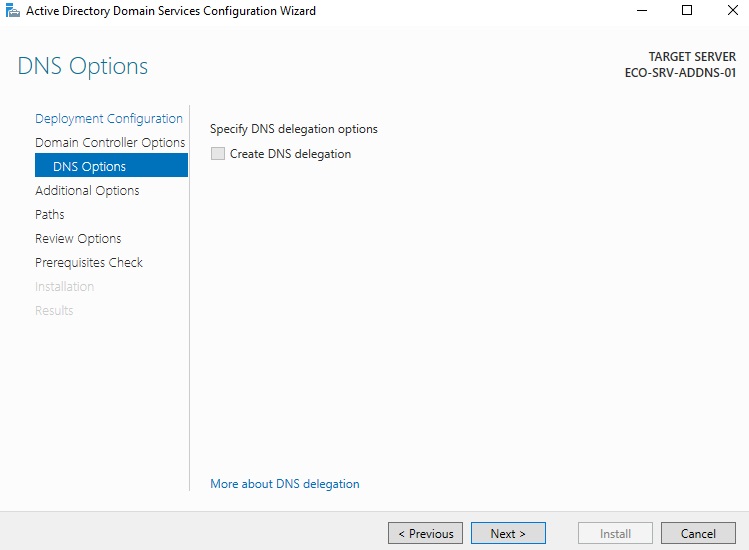 Active Directory Domain Services Configuration Wizard
DNS Options
TARGET SERVER
ECO-SRV-ADDNS-01
Deployment Configuration
Domain Controller Options
DNS Options
Additional Options
Paths
Review Options
Prerequisites Check
Installation
Results
Specify DNS delegation options
Create DNS delegation
More about DNS delegation
< Previous
Next >
Install
Cancel